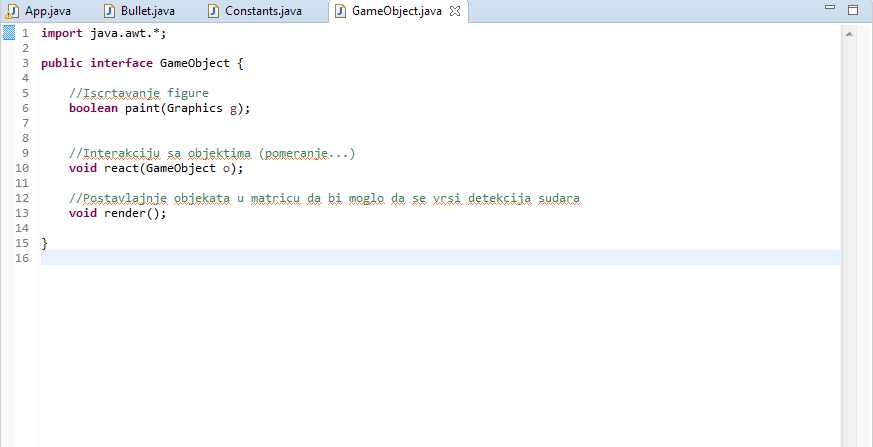 App.java Bullet.java Constants.java GameObject.java
1 import java.awt.*;
2
3 public interface GameObject {
4
5 //Iscrtavanje figure
6 boolean paint(Graphics g);
7
8
9 //Interakciju sa objektima (pomeranje...)
10 void react(GameObject o);
11
12 //Postavlajnje objekata u matricu da bi moglo da se vrsi detekcija sudara
13 void render();
14
15 }
16